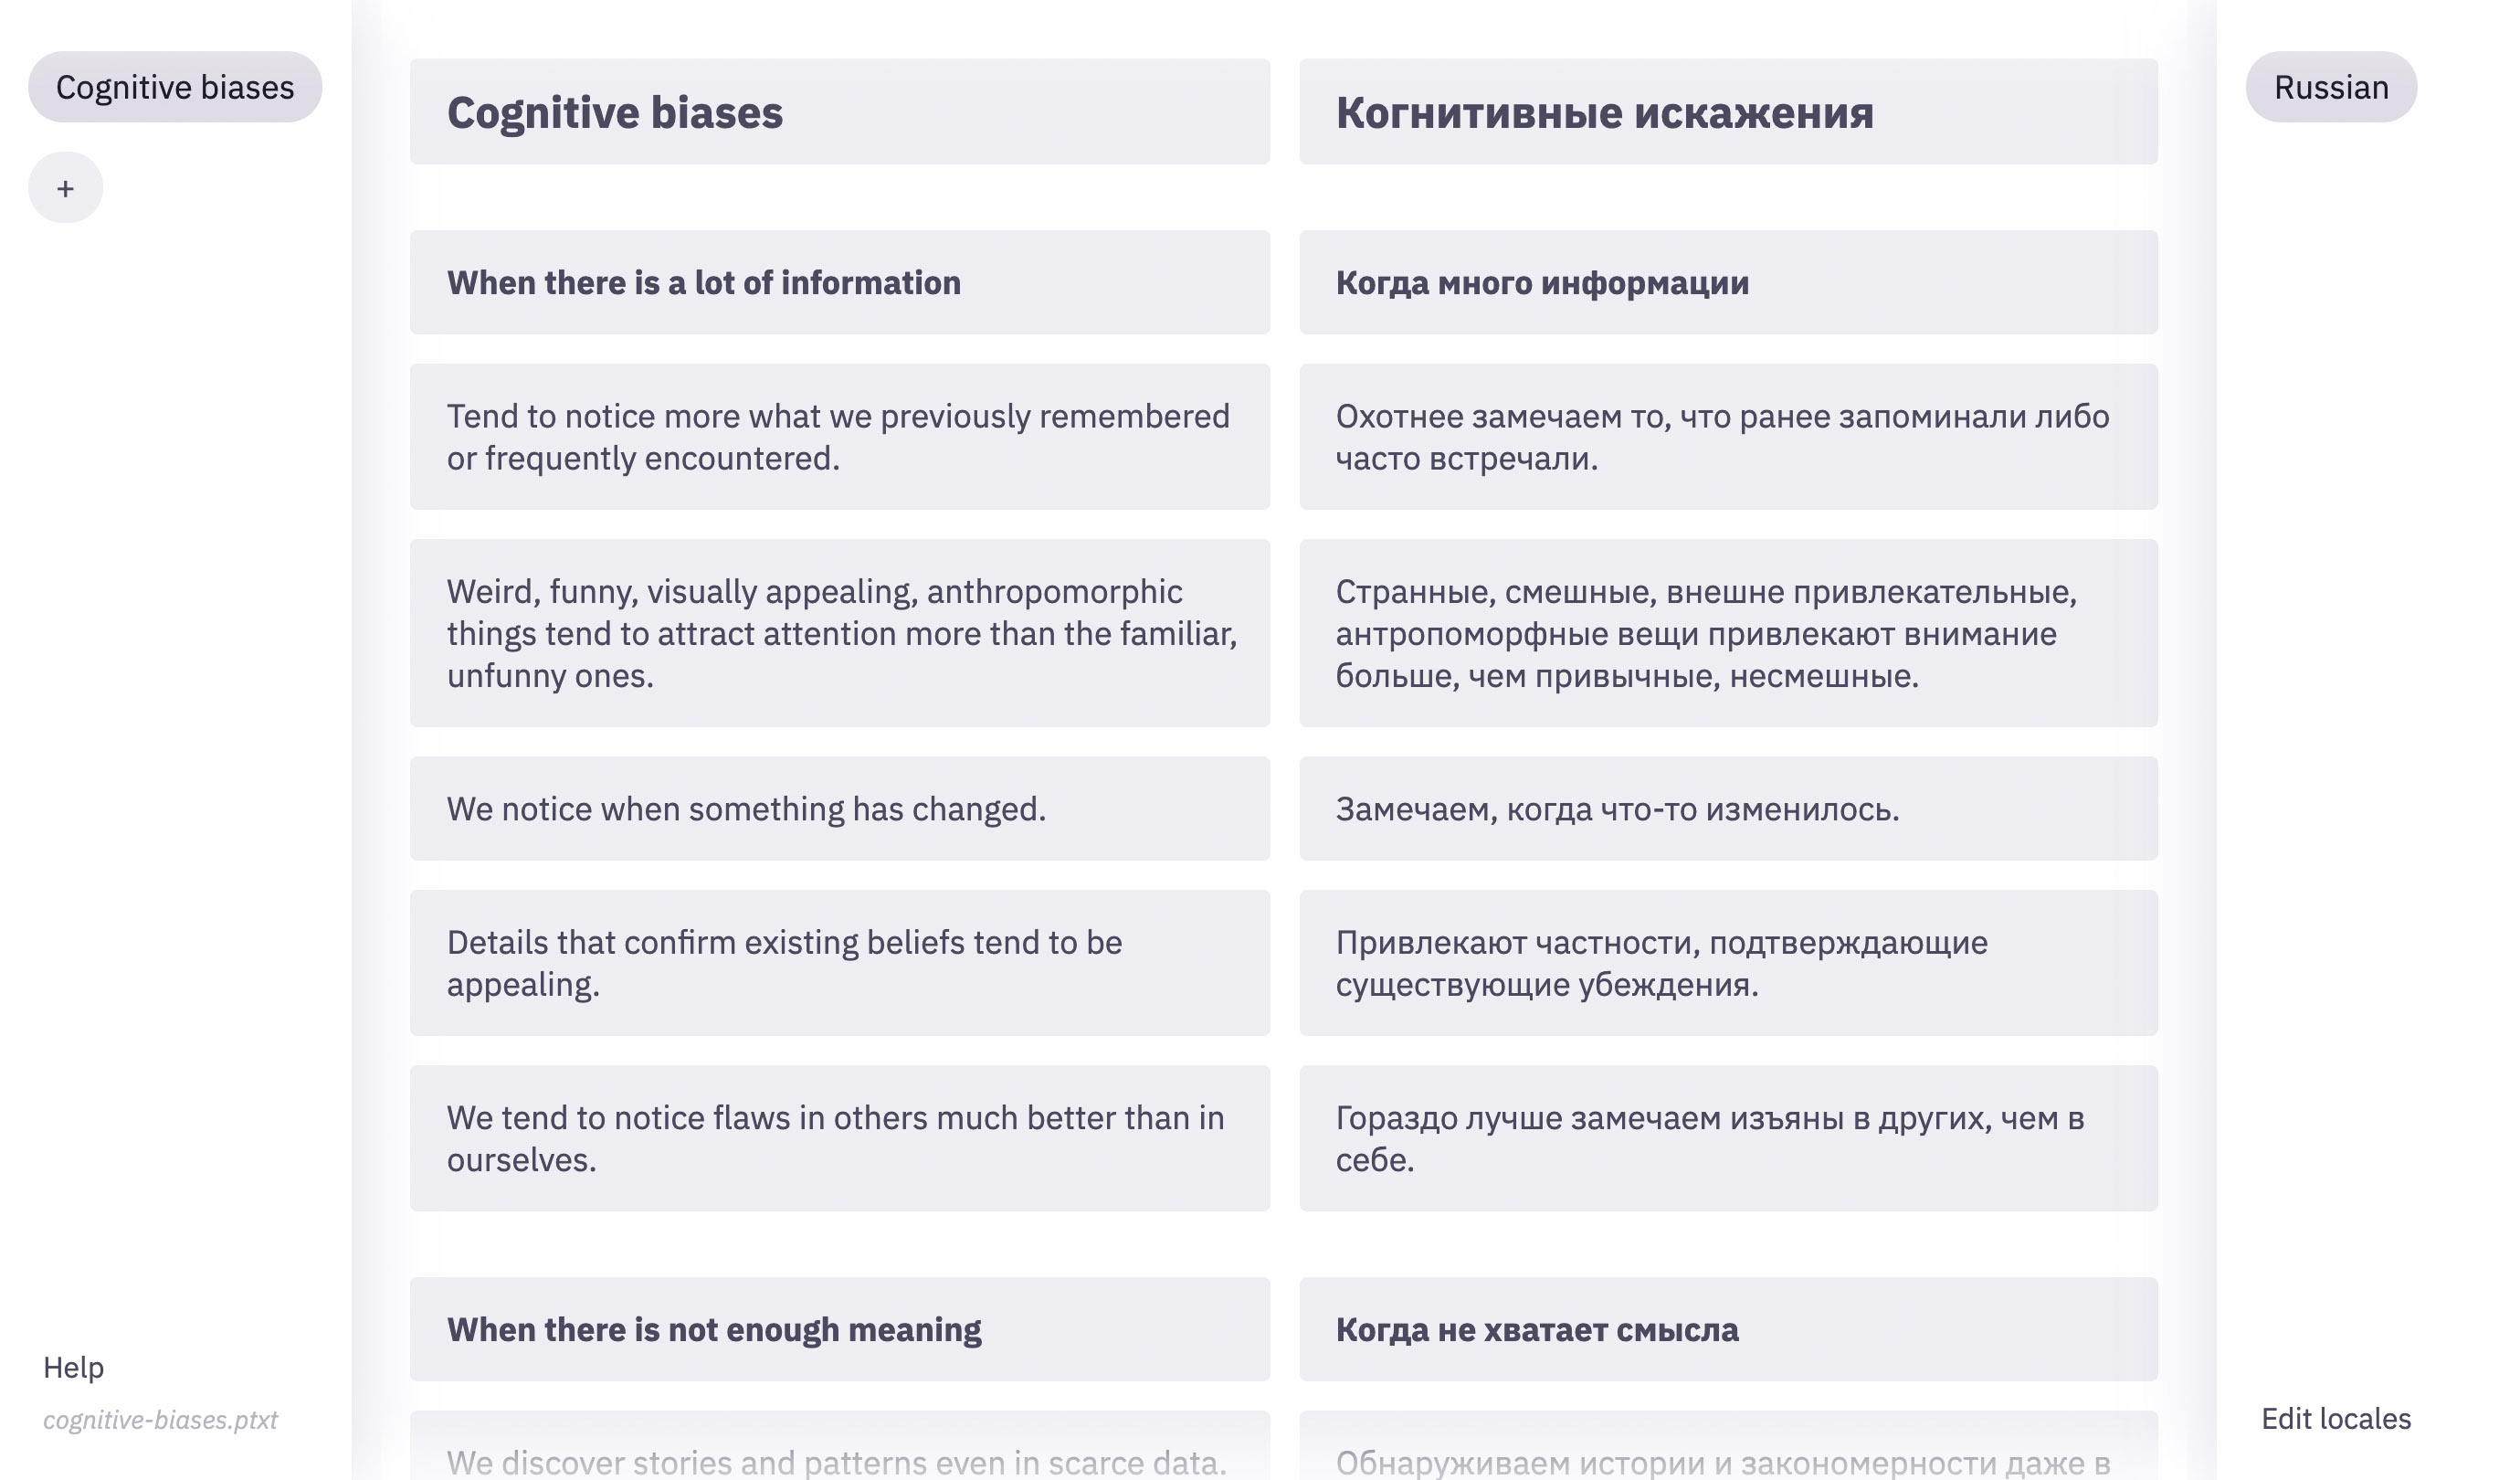 Cognitive biases
+
Help
cognitive-biases.ptxt
Cognitive biases
Когнитивные искажения
When there is a lot of information
Когда много информации
Tend to notice more what we previously remembered
or frequently encountered.
Охотнее замечаем то, что ранее запоминали либо
часто встречали.
Weird, funny, visually appealing, anthropomorphic
things tend to attract attention more than the familiar,
unfunny ones.
Странные, смешные, внешне привлекательные,
антропоморфные вещи привлекают внимание
больше, чем привычные, несмешные.
We notice when something has changed.
Замечаем, когда что-то изменилось.
Details that confirm existing beliefs tend to be
appealing.
Привлекают частности, подтверждающие
существующие убеждения.
We tend to notice flaws in others much better than in
ourselves.
Гораздо лучше замечаем изъяны в других, чем в
себе.
When there is not enough meaning
Когда не хватает смысла
We discover stories and patterns even in scarce data.
Обнаруживаем истории и закономерности даже в
Russian
Edit locales